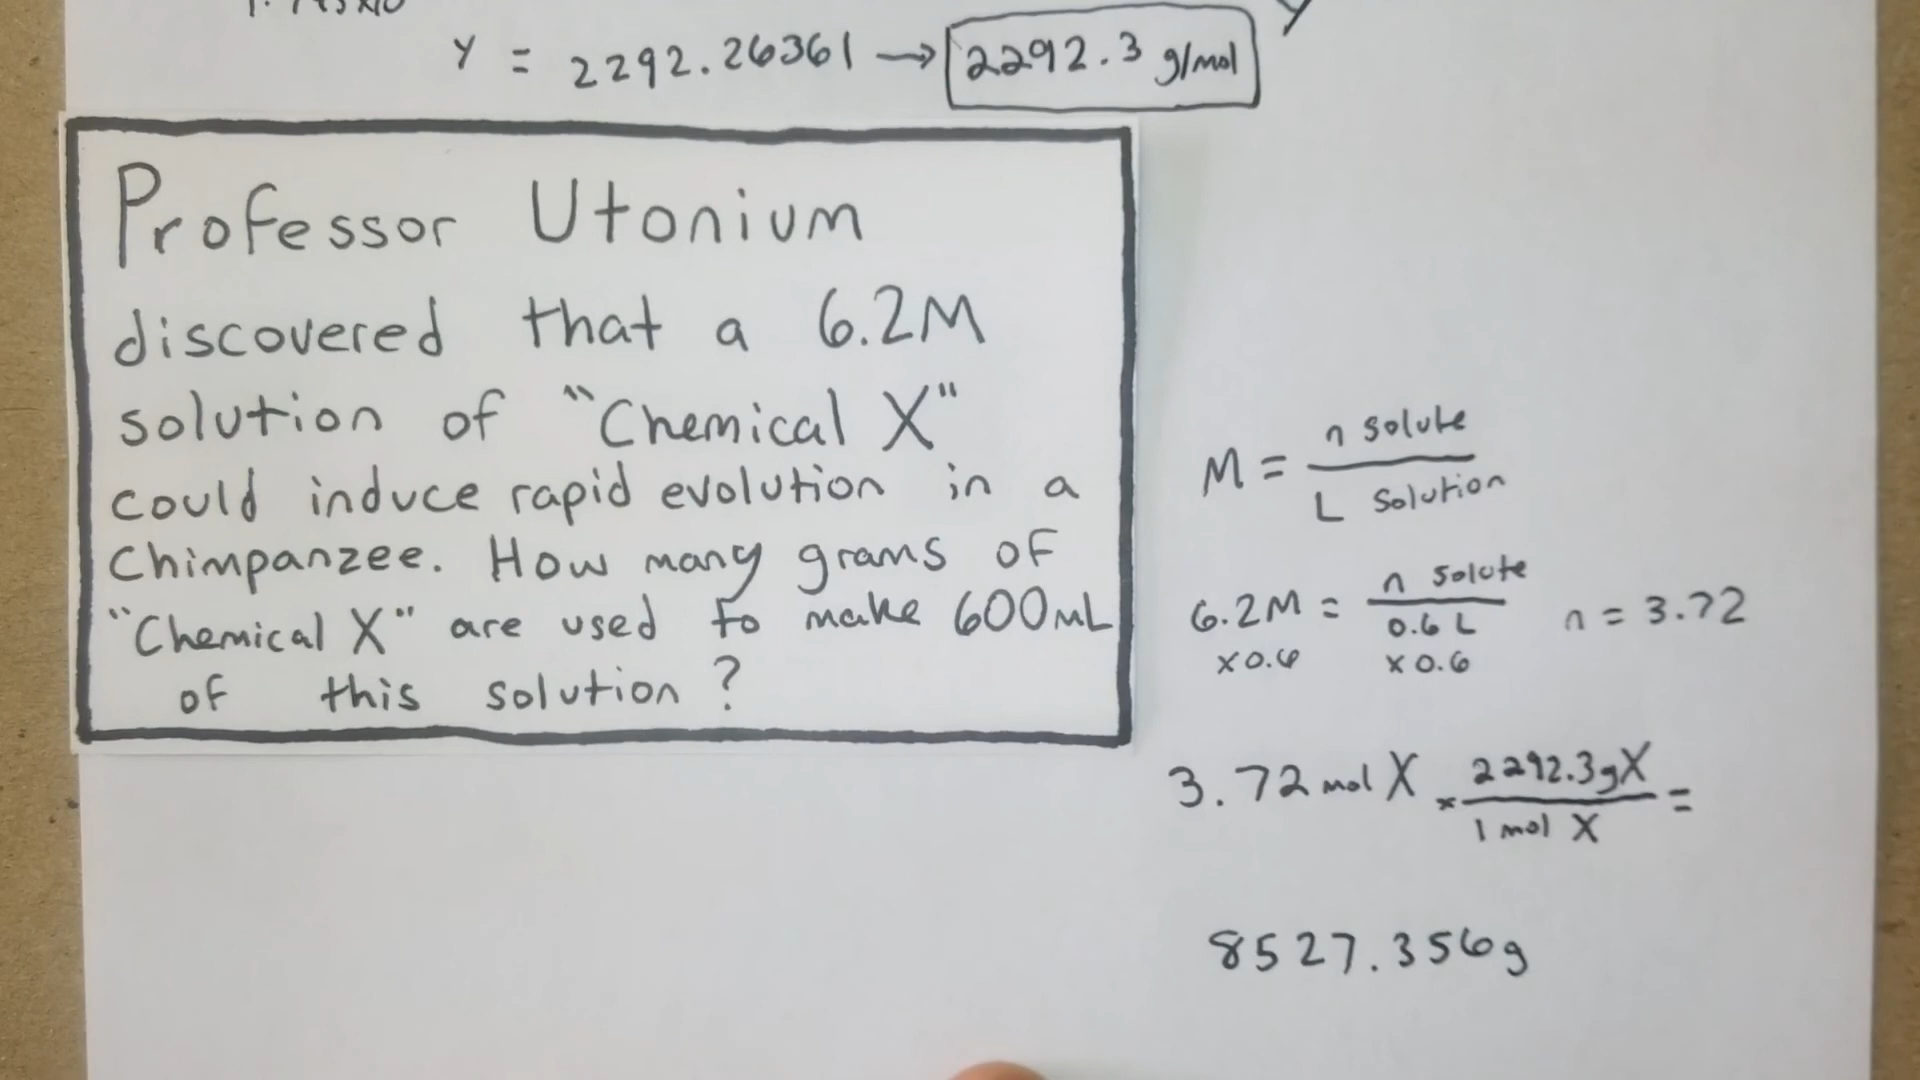 Y = 2292.26361 → 2292.3 g/mol
Professor Utonium
discovered that a 6.2M
solution of "Chemical X"
could induce rapid evolution in a
Chimpanzee. How many grams of
"Chemical X" are used to make 600mL
of this solution?
M = n solute
L Solution
6.2M = n solute
0.6 L
n = 3.72
x0.6 x0.6
3.72 mol X x 2292.3gX =
1 mol X
8527.356g